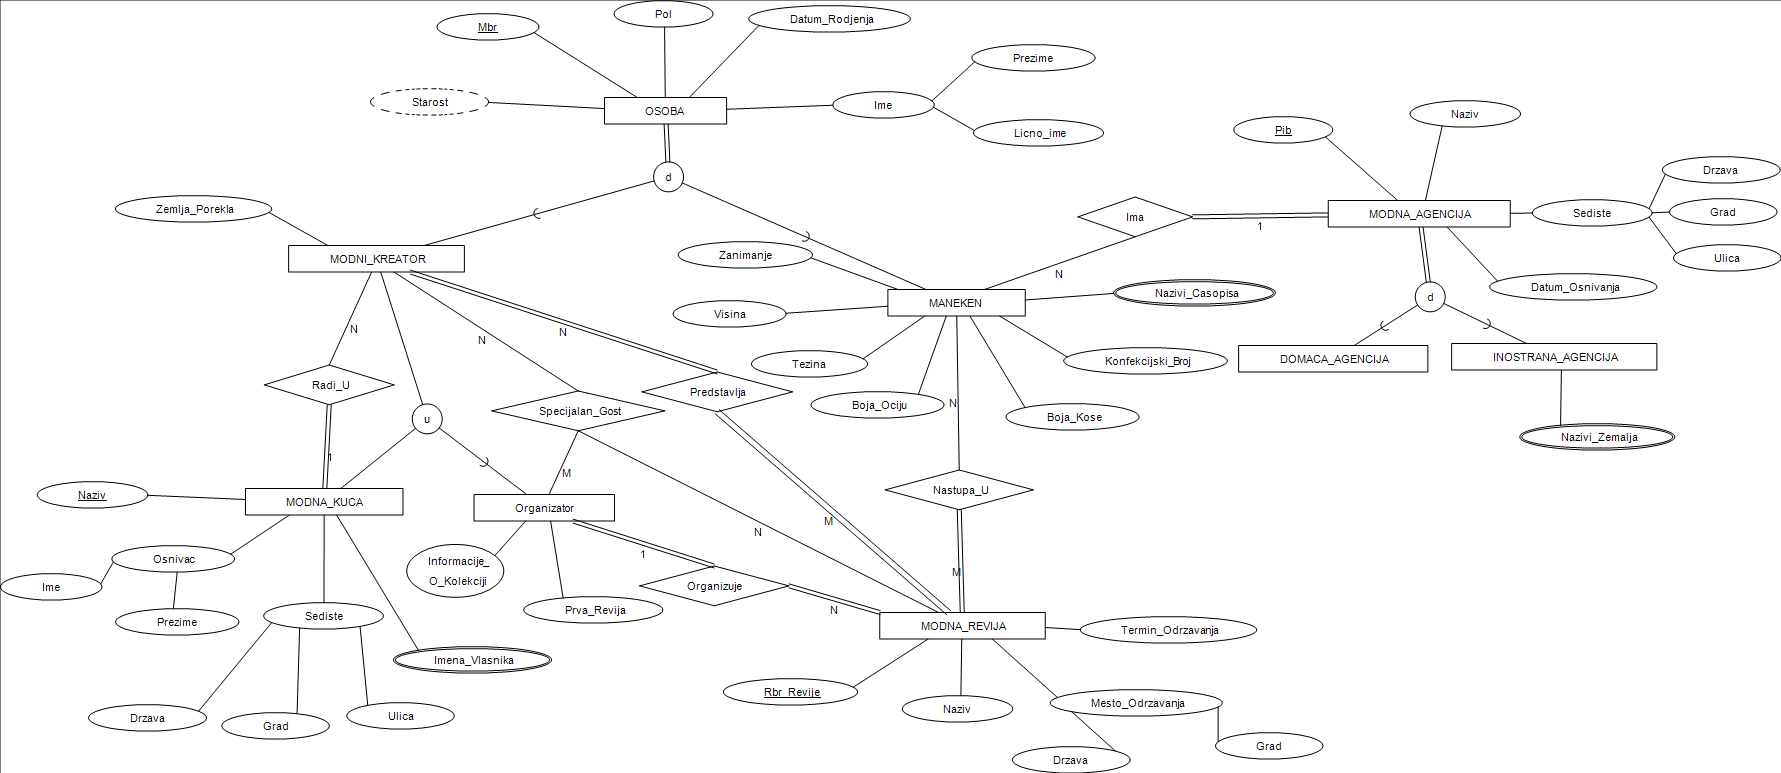 Pol
Datum_Rodjenja
Mbr
Prezime
Starost
Ime
OSOBA
Licno_ime
Naziv
Pib
d
Drzava
Zemlja_Porekla
Ima
MODNA_AGENCIJA
Sediste
Grad
1
Zanimanje
MODNI_KREATOR
Ulica
N
Nazivi_Casopisa
Datum_Osnivanja
d
MANEKEN
Visina
N
N
N
Tezina
Konfekcijski_Broj
DOMACA_AGENCIJA
INOSTRANA_AGENCIJA
Radi_U
Predstavlja
Specijalan_Gost
Boja_Ociju
N
Boja_Kose
u
Nazivi_Zemalja
1
M
Nastupa_U
Naziv
MODNA_KUCA
Organizator
M
N
1
Osnivac
Informacije_
O_Kolekciji
M
Ime
Organizuje
Prva_Revija
N
Sediste
Prezime
MODNA_REVIJA
Termin_Odrzavanja
Imena_Vlasnika
Rbr_Revije
Naziv
Mesto_Odrzavanja
Drzava
Grad
Ulica
Grad
Drzava